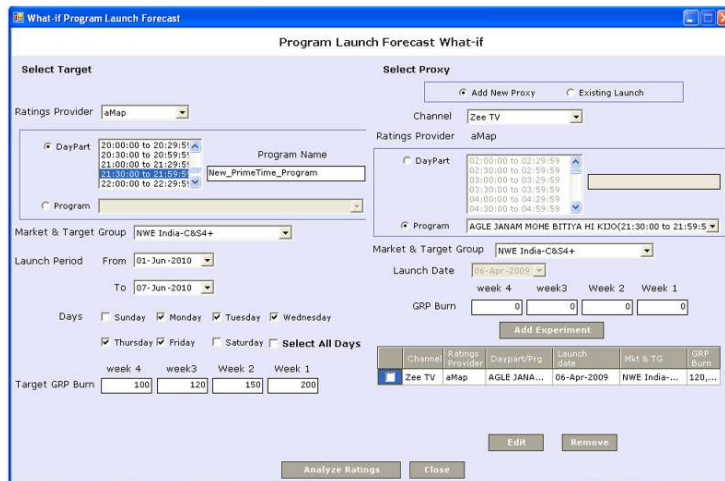 What-if Program Launch Forecast
Program Launch Forecast What-if
Select Target
Ratings Provider aMap
DayPart
20:00:00 to 20:29:59
20:30:00 to 20:59:59
21:00:00 to 21:29:59
21:30:00 to 21:59:59
22:00:00 to 22:29:59
Program Name
New_PrimeTime_Program
Program
Market & Target Group NWE India-C&S4+
Launch Period From 01-Jun-2010
To 07-Jun-2010
Days Sunday Monday Tuesday Wednesday
Thursday Friday Saturday Select All Days
week 4 week3 Week 2 Week 1
Target GRP Burn 100 120 150 200
Select Proxy
Add New Proxy Existing Launch
Channel Zee TV
Ratings Provider aMap
DayPart
02:00:00 to 02:29:59
02:30:00 to 02:59:59
03:00:00 to 03:29:59
03:30:00 to 03:59:59
04:00:00 to 04:29:59
04:30:00 to 04:59:59
Program AGLE JANAM MOHE BITIYA HI KIJO(21:30:00 to 21:59:5
Market & Target Group NWE India-C&S4+
Launch Date 06-Apr-2009
week 4 week3 Week 2 Week 1
GRP Burn 0 0 0 0
Add Experiment
Channel Ratings Provider Daypart/Prg Launch date Mkt & TG GRP Burn
Zee TV aMap AGLE JANA... 06-Apr-2009 NWE India-... 120,...
Edit Remove
Analyze Ratings Close